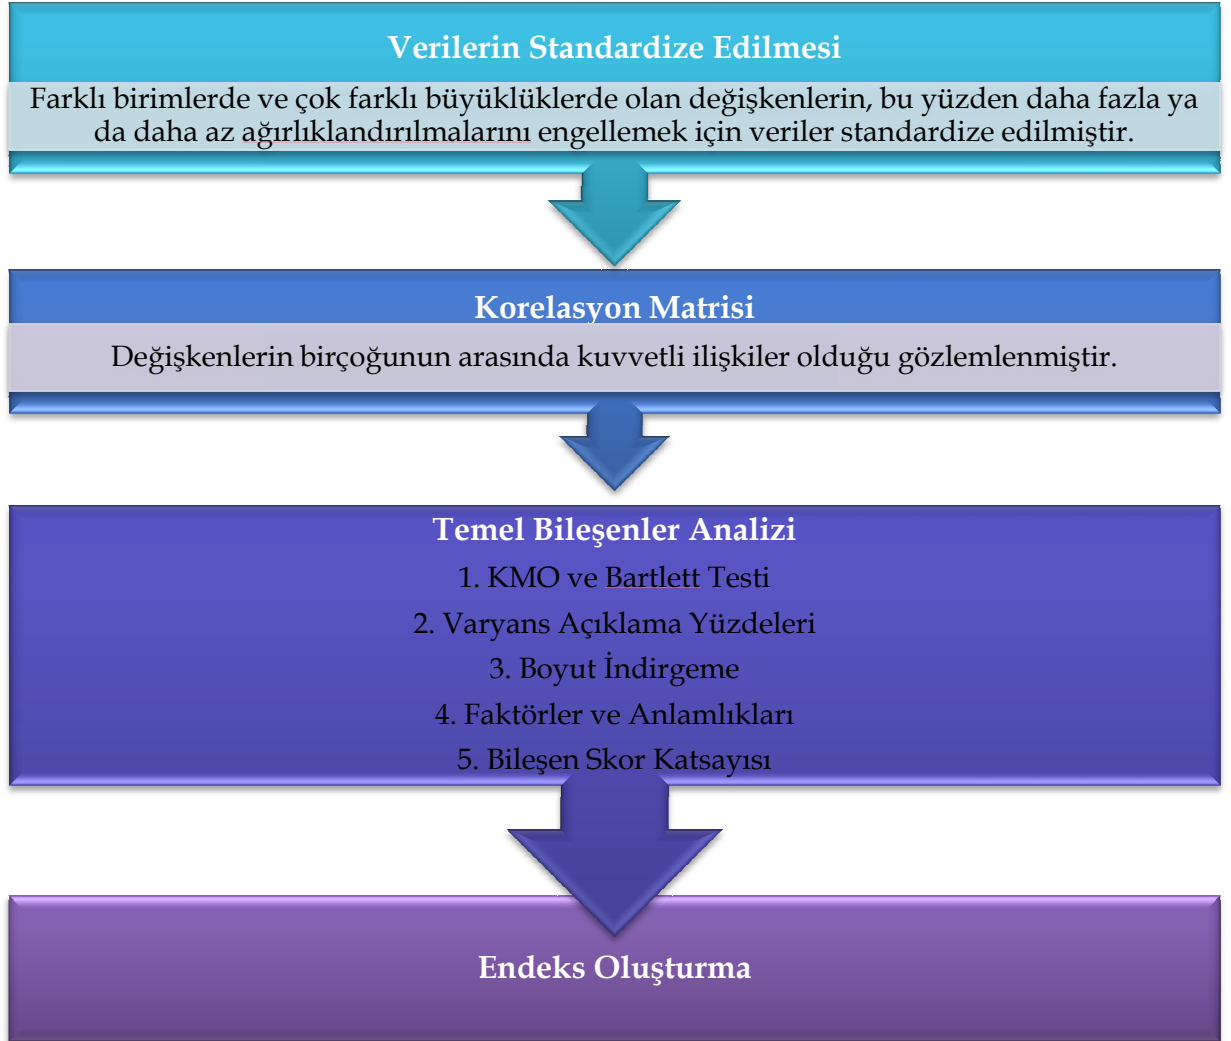 Verilerin Standardize Edilmesi
Farklı birimlerde ve çok farklı büyüklüklerde olan değişkenlerin, bu yüzden daha fazla ya
da daha az ağırlıklandırılmalarını engellemek için veriler standardize edilmiştir.
Korelasyon Matrisi
Değişkenlerin birçoğunun arasında kuvvetli ilişkiler olduğu gözlemlenmiştir.
Temel Bileşenler Analizi
1. KMO ve Bartlett Testi
2. Varyans Açıklama Yüzdeleri
3. Boyut İndirgeme
4. Faktörler ve Anlamlıkları
5. Bileşen Skor Katsayısı
Endeks Oluşturma